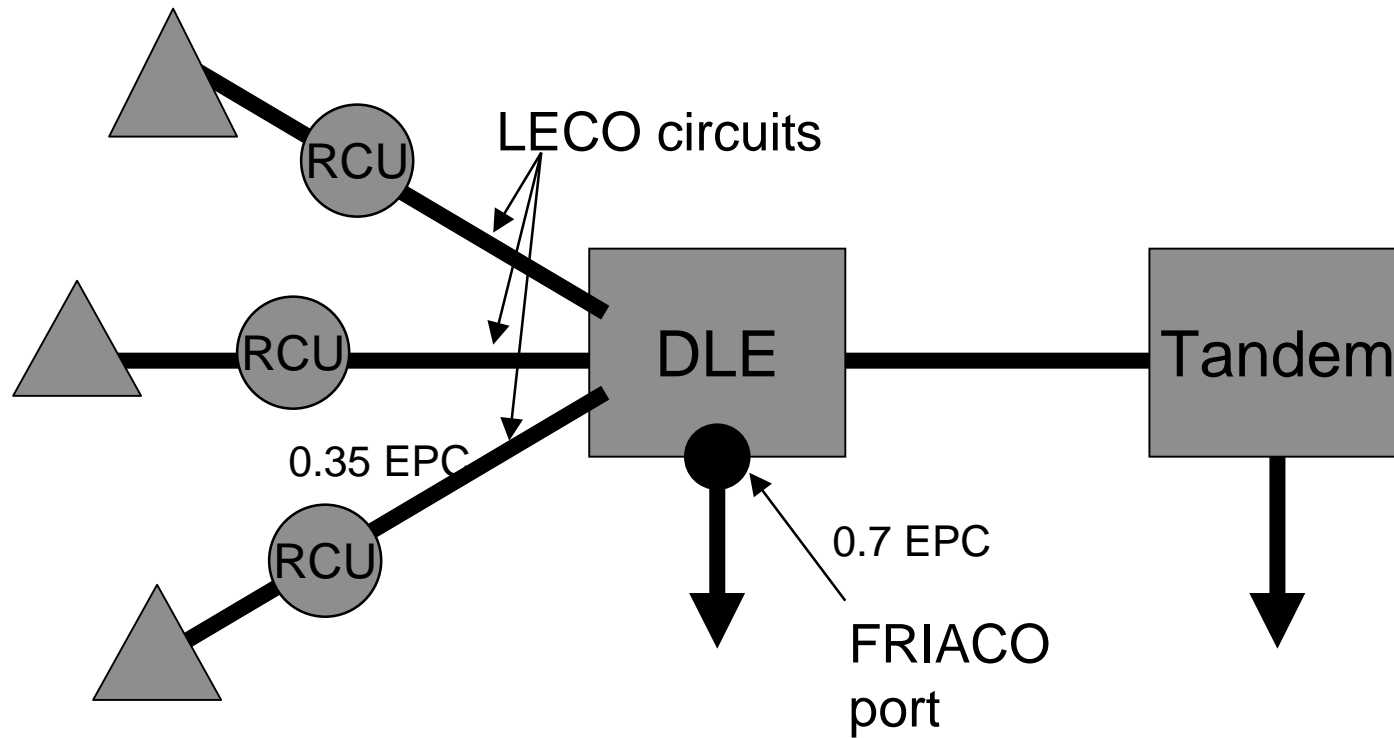 RCU
LECO circuits
RCU
DLE
Tandem
0.35 EPC
RCU
0.7 EPC
FRIACO
port